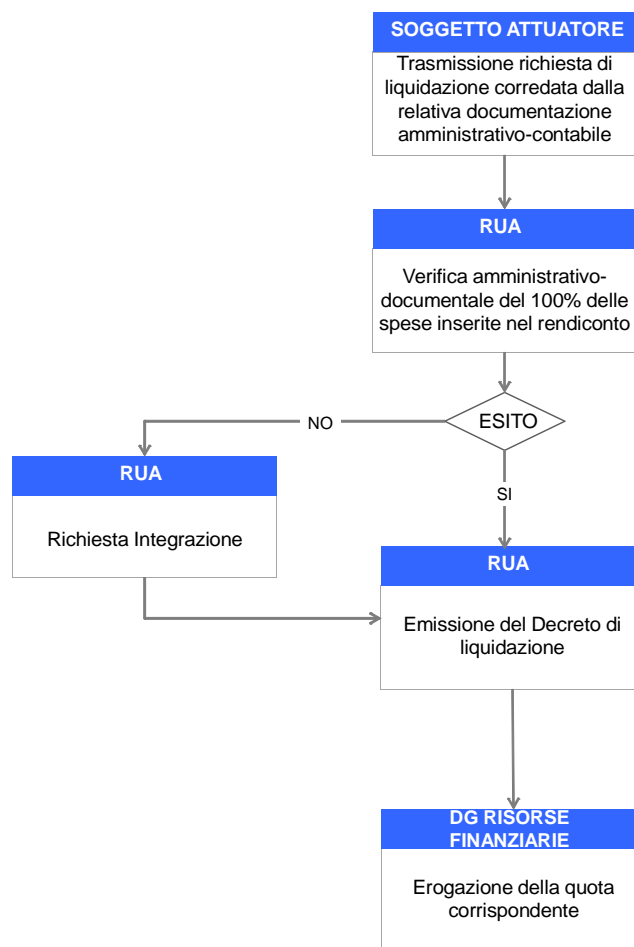 SOGGETTO ATTUATORE
Trasmissione richiesta di
liquidazione corredata dalla
relativa documentazione
amministrativo-contabile
RUA
Verifica amministrativo-
documentale del 100% delle
spese inserite nel rendiconto
ESITO
NO
RUA
Richiesta Integrazione
SI
RUA
Emissione del Decreto di
liquidazione
DG RISORSE
FINANZIARIE
Erogazione della quota
corrispondente